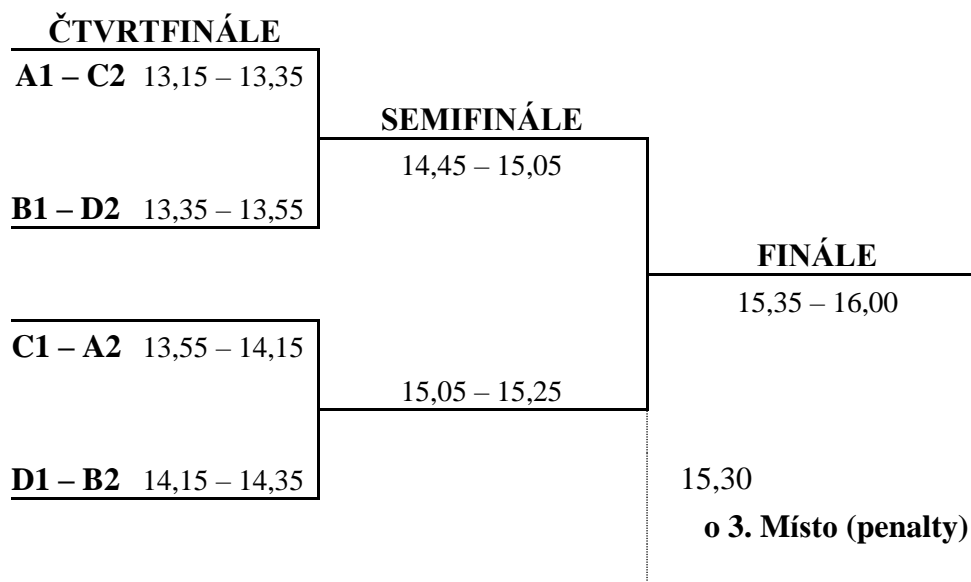 ČTVRTFINÁLE
A1 – C2 13,15 – 13,35
SEMIFINÁLE
14,45 – 15,05
B1 – D2 13,35 – 13,55
FINÁLE
15,35 – 16,00
C1 – A2 13,55 – 14,15
15,05 – 15,25
D1 – B2 14,15 – 14,35
15,30
o 3. Místo (penalty)